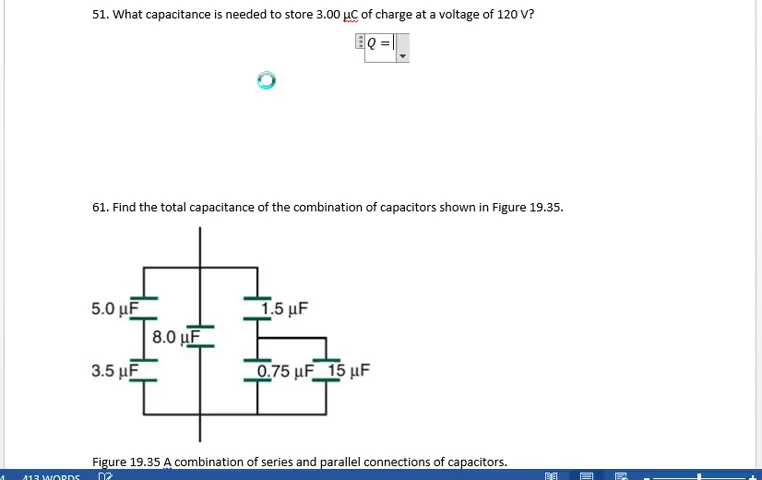 51. What capacitance is needed to store 3.00 μC of charge at a voltage of 120 V?
Q =
61. Find the total capacitance of the combination of capacitors shown in Figure 19.35.
5.0 μF
1.5 μF
8.0 μF
3.5 μF
0.75 μF
15 μF
Figure 19.35 A combination of series and parallel connections of capacitors.
413 WORDS